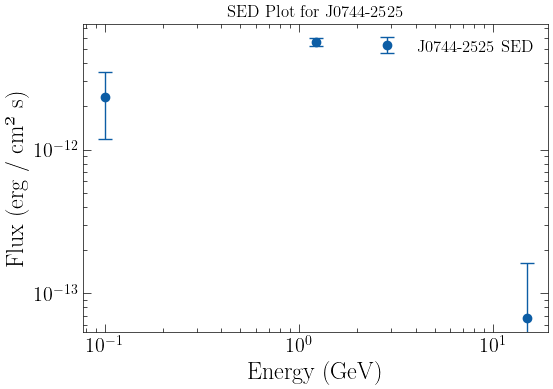 SED Plot for J0744-2525
J0744-2525 SED
Flux (erg / cm² s)
10⁻¹²
10⁻¹³
10⁻¹ 10⁰ 10¹
Energy (GeV)